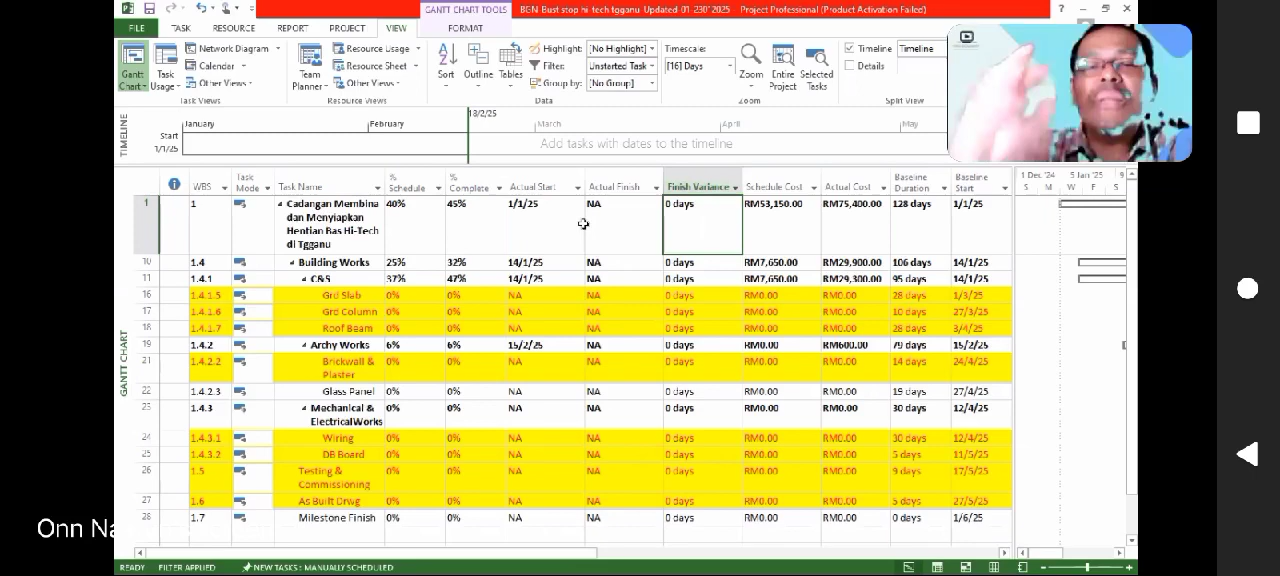 GANTT CHART TOOLS
BGN-Bust stop hi-tech tgganu-Updated-01-230'2025 - Project Professional (Product Activation Failed)
FILE TASK RESOURCE REPORT PROJECT VIEW FORMAT
Gantt Chart
Task Usage
Network Diagram
Calendar
Other Views
Task Views
Team Planner
Resource Usage
Resource Sheet
Other Views
Resource Views
Sort
Outline
Tables
Highlight: [No Highlight]
Filter: Unstarted Task
Group by: [No Group]
Data
Timescale:
[16] Days
Zoom
Entire Project
Selected Tasks
Zoom
Timeline Timeline
Details
Split View
TIMELINE
18/2/25
January February March April May
Start
1/1/25
Add tasks with dates to the timeline
WBS Task Mode Task Name % Schedule % Complete Actual Start Actual Finish Finish Variance Schedule Cost Actual Cost Baseline Duration Baseline Start
1 Dec '24 5 Jan '25 9
S M W F S
1 1 Cadangan Membina dan Menyiapkan Hentian Bas Hi-Tech di Tgganu 40% 45% 1/1/25 NA 0 days RM53,150.00 RM75,400.00 128 days 1/1/25
10 1.4 Building Works 25% 32% 14/1/25 NA 0 days RM7,650.00 RM29,900.00 106 days 14/1/25
11 1.4.1 C&S 37% 47% 14/1/25 NA 0 days RM7,650.00 RM29,300.00 95 days 14/1/25
16 1.4.1.5 Grd Slab 0% 0% NA NA 0 days RM0.00 RM0.00 28 days 1/3/25
17 1.4.1.6 Grd Column 0% 0% NA NA 0 days RM0.00 RM0.00 10 days 27/3/25
18 1.4.1.7 Roof Beam 0% 0% NA NA 0 days RM0.00 RM0.00 28 days 3/4/25
19 1.4.2 Archy Works 6% 6% 15/2/25 NA 0 days RM0.00 RM600.00 79 days 15/2/25
21 1.4.2.2 Brickwall & Plaster 0% 0% NA NA 0 days RM0.00 RM0.00 14 days 24/4/25
22 1.4.2.3 Glass Panel 0% 0% NA NA 0 days RM0.00 RM0.00 19 days 27/4/25
23 1.4.3 Mechanical & ElectricalWorks 0% 0% NA NA 0 days RM0.00 RM0.00 30 days 12/4/25
24 1.4.3.1 Wiring 0% 0% NA NA 0 days RM0.00 RM0.00 30 days 12/4/25
25 1.4.3.2 DB Board 0% 0% NA NA 0 days RM0.00 RM0.00 5 days 11/5/25
26 1.5 Testing & Commissioning 0% 0% NA NA 0 days RM0.00 RM0.00 9 days 17/5/25
27 1.6 As Built Drwg 0% 0% NA NA 0 days RM0.00 RM0.00 5 days 27/5/25
28 1.7 Milestone Finish 0% 0% NA NA 0 days RM0.00 RM0.00 0 days 1/6/25
GANTT CHART
Onn
READY FILTER APPLIED NEW TASKS : MANUALLY SCHEDULED